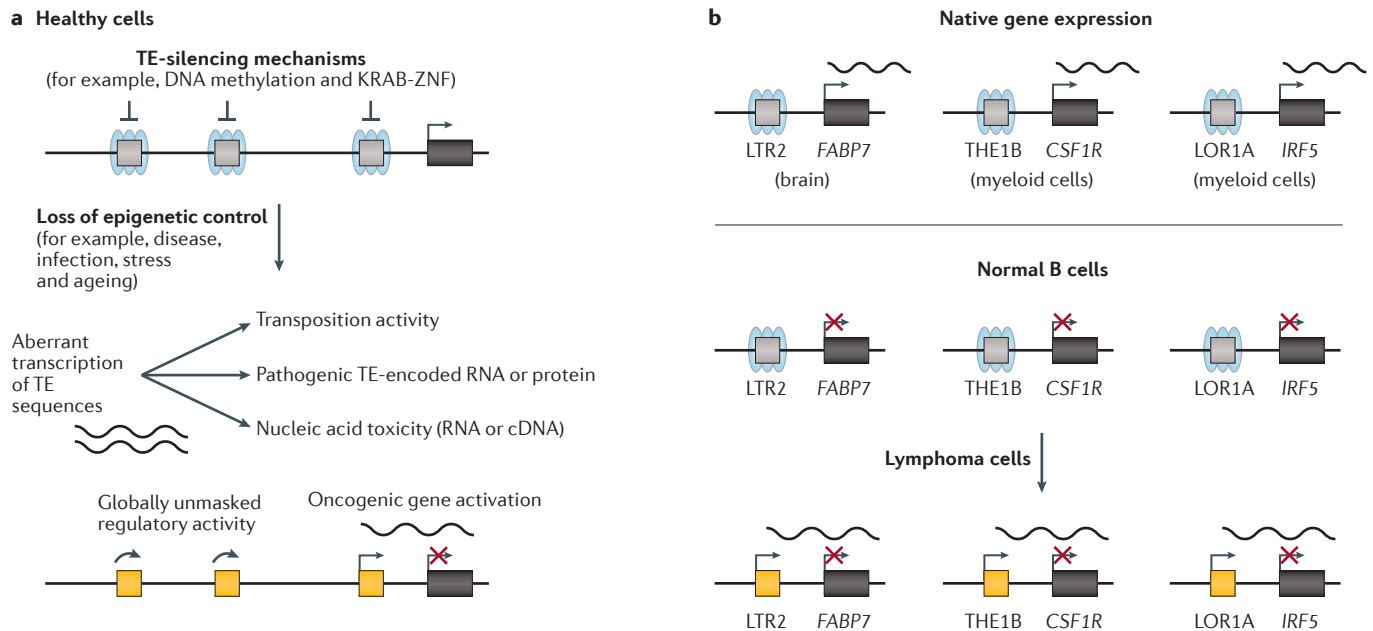 a Healthy cells
TE-silencing mechanisms
(for example, DNA methylation and KRAB-ZNF)
Loss of epigenetic control
(for example, disease,
infection, stress
and ageing)
Aberrant
transcription
of TE
sequences
Transposition activity
Pathogenic TE-encoded RNA or protein
Nucleic acid toxicity (RNA or cDNA)
Globally unmasked
regulatory activity
Oncogenic gene activation
b
Native gene expression
LTR2 FABP7 THE1B CSF1R LOR1A IRF5
(brain) (myeloid cells) (myeloid cells)
Normal B cells
LTR2 FABP7 THE1B CSF1R LOR1A IRF5
Lymphoma cells
LTR2 FABP7 THE1B CSF1R LOR1A IRF5